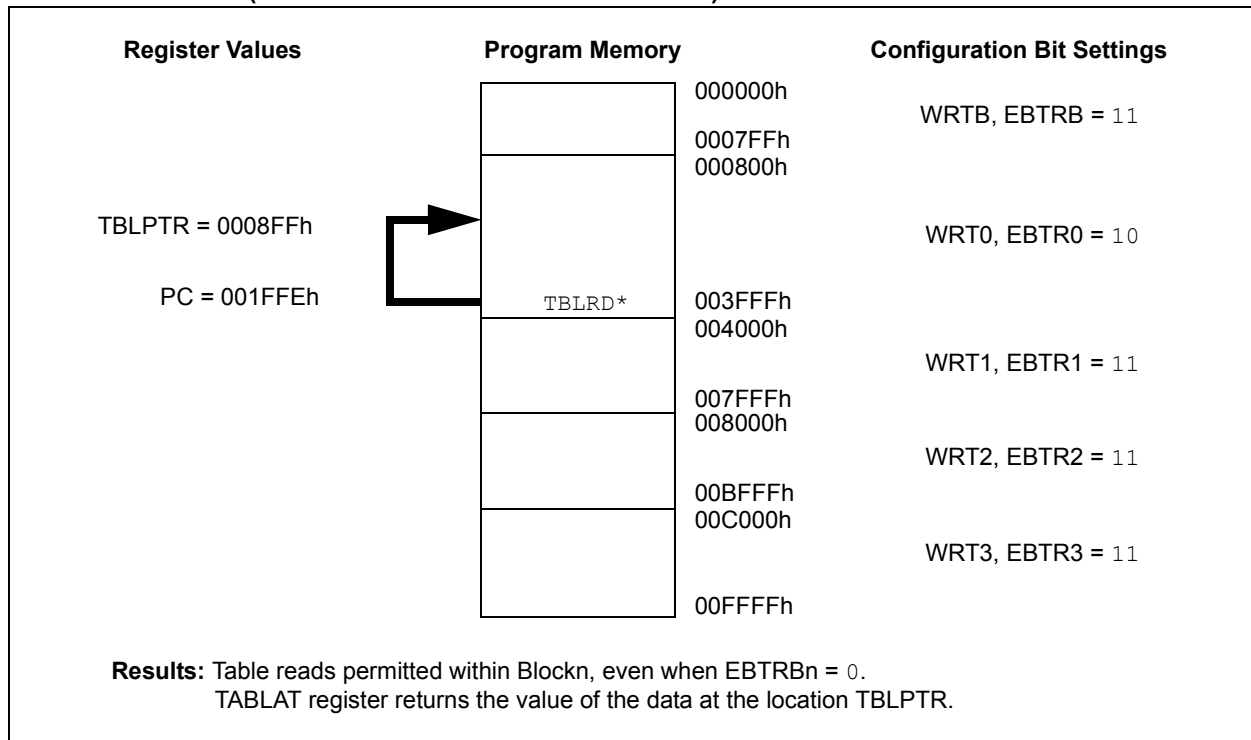 Register Values Program Memory Configuration Bit Settings
000000h
WRTB, EBTRB = 11
0007FFh
000800h
TBLPTR = 0008FFh
WRT0, EBTR0 = 10
PC = 001FFEh
TBLRD*
003FFFh
004000h
WRT1, EBTR1 = 11
007FFFh
008000h
WRT2, EBTR2 = 11
00BFFFh
00C000h
WRT3, EBTR3 = 11
00FFFFh
Results: Table reads permitted within Blockn, even when EBTRBn = 0.
TABLAT register returns the value of the data at the location TBLPTR.